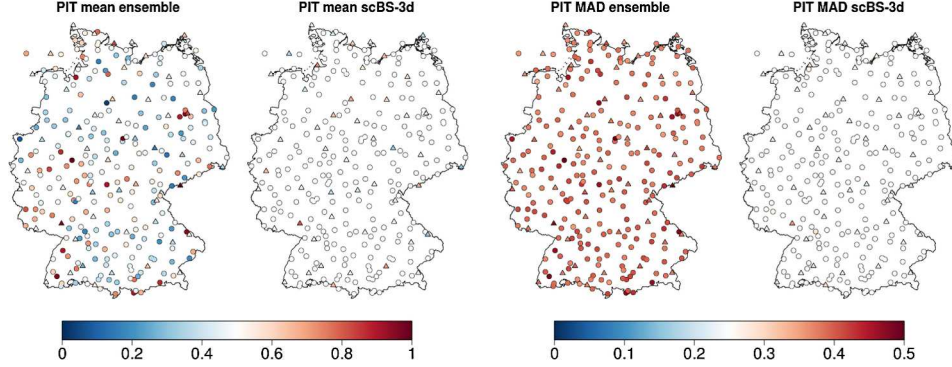 PIT mean ensemble PIT mean scBS-3d PIT MAD ensemble PIT MAD scBS-3d
0 0.2 0.4 0.6 0.8 1 0 0.1 0.2 0.3 0.4 0.5